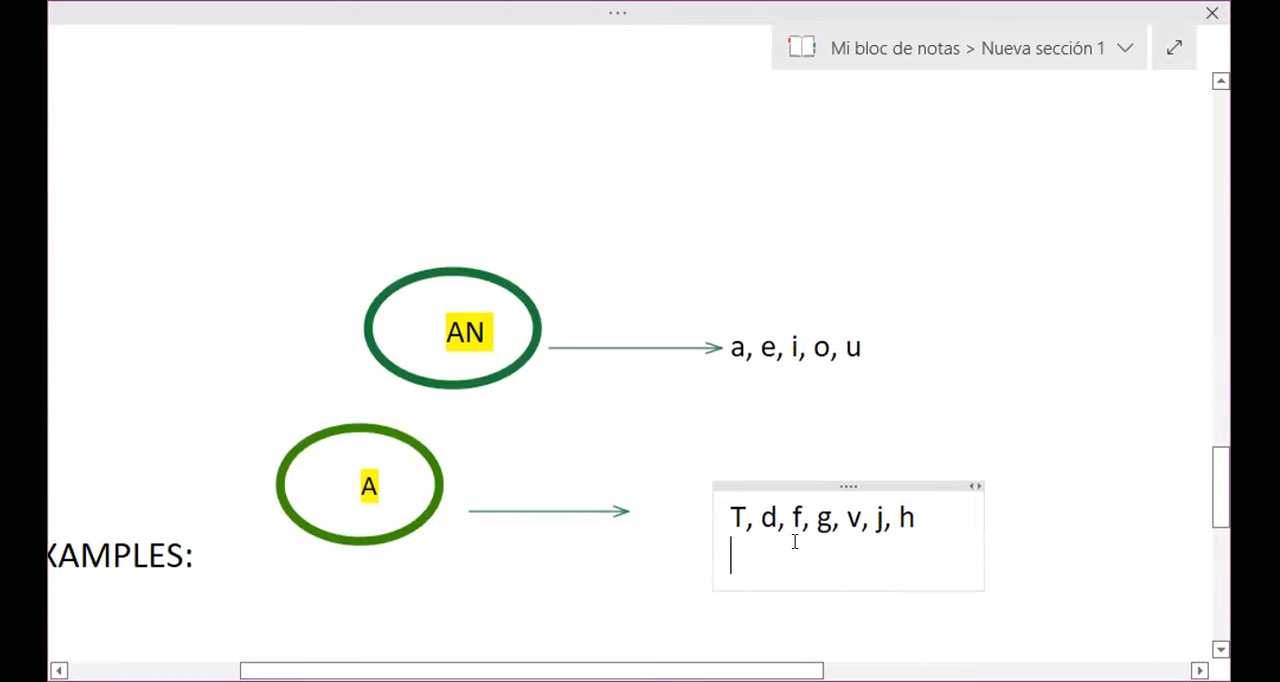 Mi bloc de notas > Nueva sección 1
AN
a, e, i, o, u
A
T, d, f, g, v, j, h
XAMPLES: